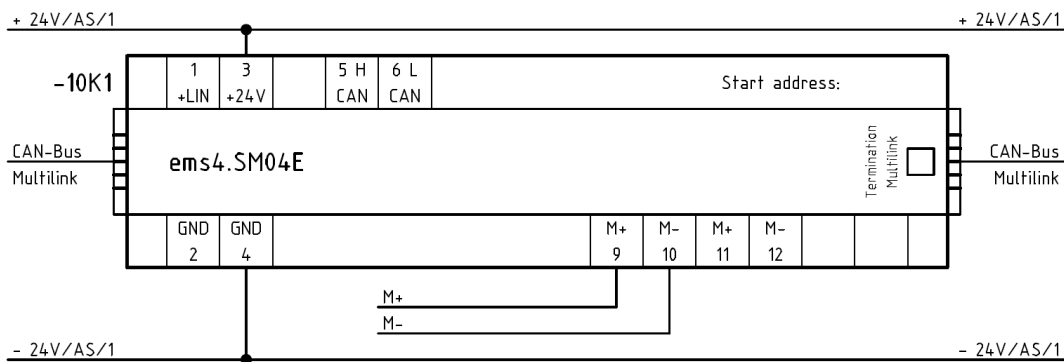 + 24V/AS/1 + 24V/AS/1
-10K1
1 3 5 H 6 L
+LIN +24V CAN CAN
Start address:
CAN-Bus
Multilink
ems4.SM04E
Termination
Multilink
CAN-Bus
Multilink
GND GND M+ M- M+ M-
2 4 9 10 11 12
M+
M-
- 24V/AS/1 - 24V/AS/1